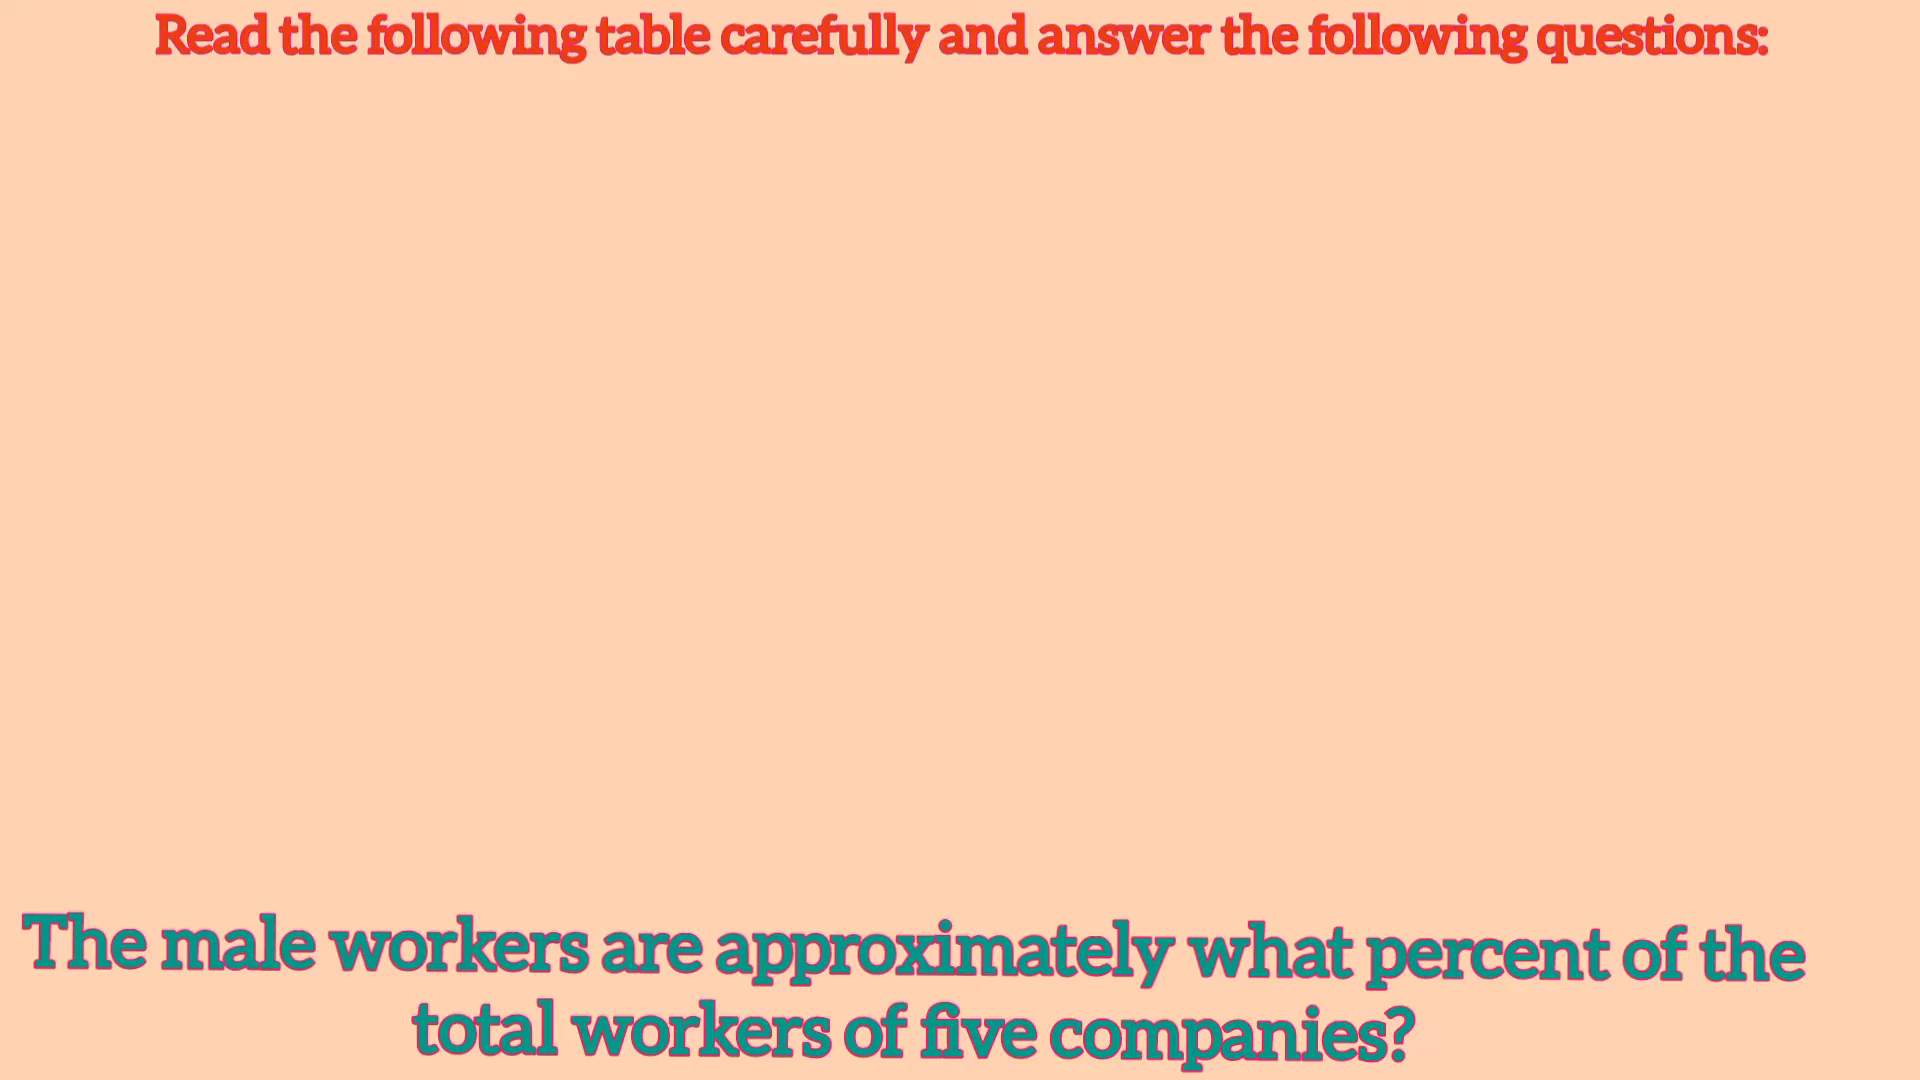 Read the following table carefully and answer the following questions:
The male workers are approximately what percent of the
total workers of five companies?